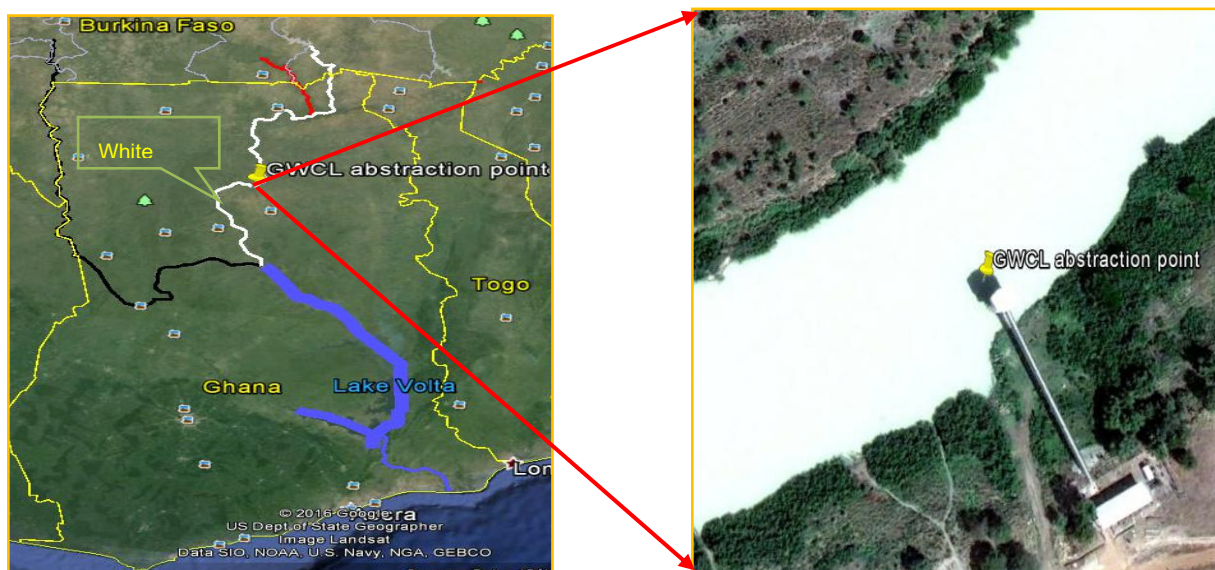 Burkina Faso
White
GWCL abstraction point
Togo
Ghana
Lake Volta
Lom
© 2016 Google
US Dept of State Geographer
Image Landsat
Data SIO, NOAA, U.S. Navy, NGA, GEBCO
GWCL abstraction point